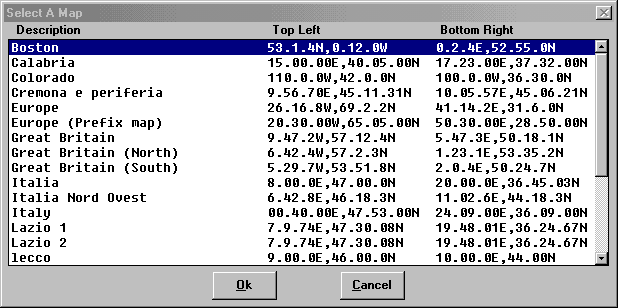 Select A Map
Description Top Left Bottom Right
Boston 53.1.4N,0.12.0W 0.2.4E,52.55.0N
Calabria 15.00.00E,40.05.00N 17.23.00E,37.32.00N
Colorado 110.0.0W,42.0.0N 100.0.0W,36.30.0N
Cremona e periferia 9.56.70E,45.11.31N 10.05.57E,45.06.21N
Europe 26.16.8W,69.2.2N 41.14.2E,31.6.0N
Europe (Prefix map) 20.30.00W,65.05.00N 50.30.00E,28.50.00N
Great Britain 9.47.2W,57.12.4N 5.47.3E,50.18.1N
Great Britain (North) 6.42.4W,57.2.3N 1.23.1E,53.35.2N
Great Britain (South) 5.29.7W,53.51.8N 2.0.4E,50.24.7N
Italia 8.00.0E,47.00.0N 20.00.0E,36.45.03N
Italia Nord Ovest 6.42.8E,46.18.3N 11.02.6E,44.18.3N
Italy 00.40.00E,47.53.00N 24.09.00E,36.09.00N
Lazio 1 7.9.74E,47.30.08N 19.48.01E,36.24.67N
Lazio 2 7.9.74E,47.30.08N 19.48.01E,36.24.67N
lecco 9.00.0E,46.00.0N 10.00.0E,44.00N
Ok Cancel